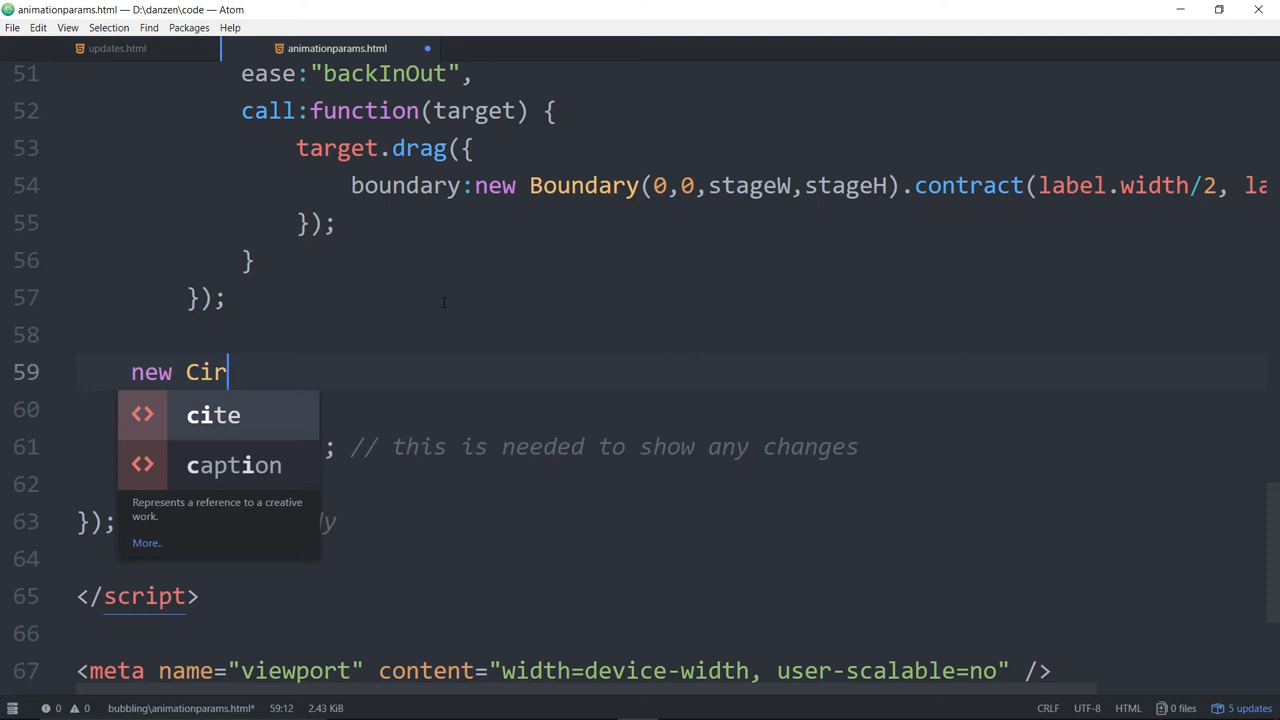 animationparams.html — D:\danzen\code — Atom
File Edit View Selection Find Packages Help
updates.html animationparams.html
51 ease:"backInOut",
52 call:function(target) {
53 target.drag({
54 boundary:new Boundary(0,0,stageW,stageH).contract(label.width/2, la
55 });
56 }
57 });
58
59 new Cir
60 cite
61 ; // this is needed to show any changes
caption
62
Represents a reference to a creative
work.
63 }); y
More..
64
65 </script>
66
67 <meta name="viewport" content="width=device-width, user-scalable=no" />
0 0 bubbling\animationparams.html* 59:12 2.43 KiB CRLF UTF-8 HTML 0 files 5 updates